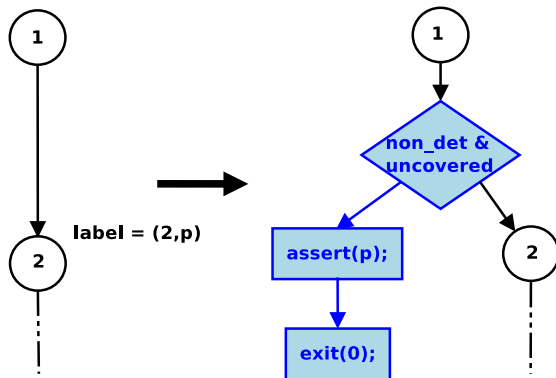 1
label = (2,p)
2
1
non_det &
uncovered
assert(p);
2
exit(0);